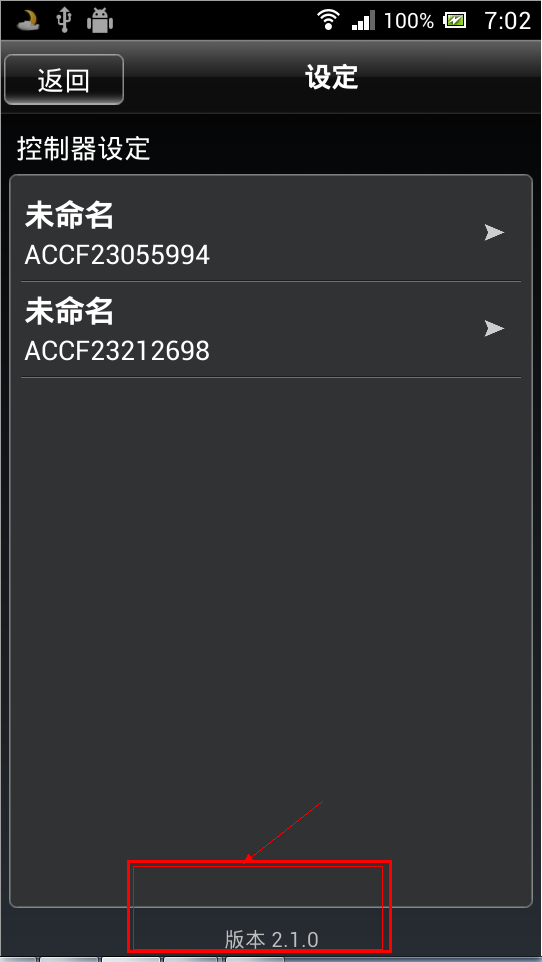 100% 7:02
返回
设定
控制器设定
未命名
ACCF23055994
未命名
ACCF23212698
版本 2.1.0